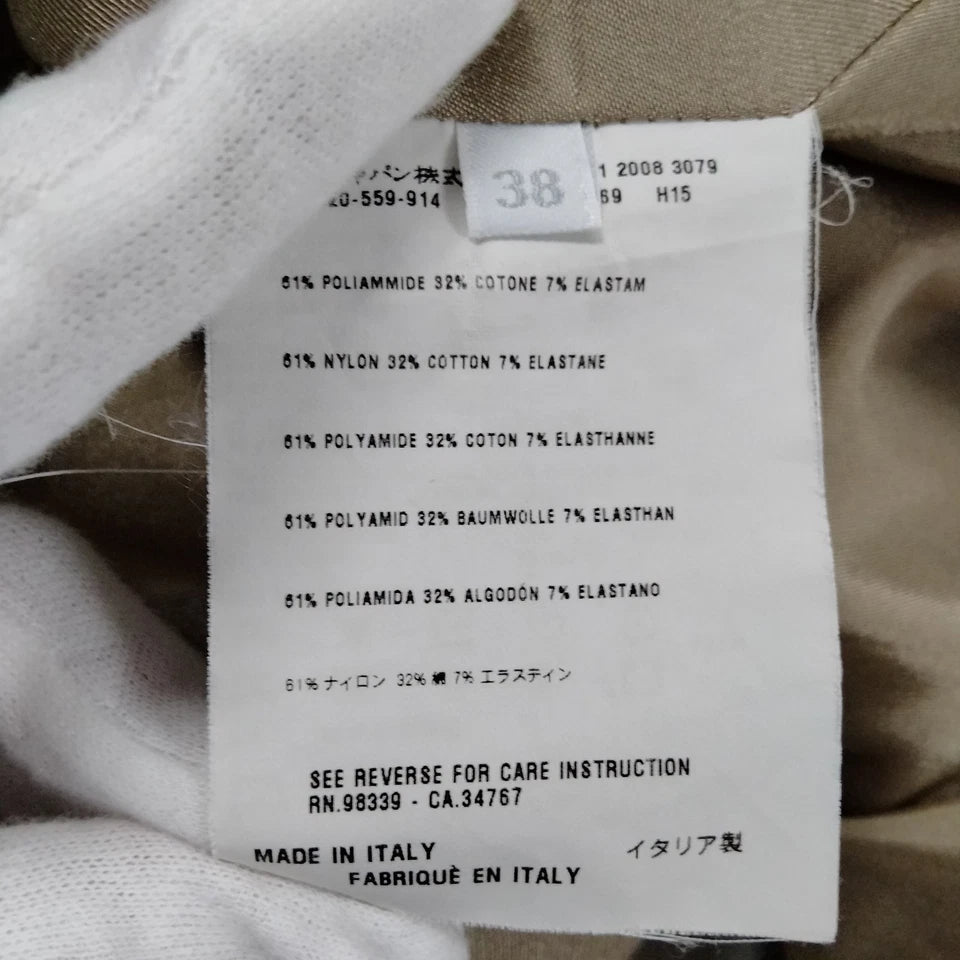 ャパン株式
20-559-914
38
1 2008 3079
69 H15
61% POLIAMMIDE 32% COTONE 7% ELASTAM
61% NYLON 32% COTTON 7% ELASTANE
61% POLYAMIDE 32% COTON 7% ELASTHANNE
61% POLYAMID 32% BAUMWOLLE 7% ELASTHAN
61% POLIAMIDA 32% ALGODÓN 7% ELASTANO
61% ナイロン 32% 綿 7% エラスティン
SEE REVERSE FOR CARE INSTRUCTION
RN.98339 - CA.34767
MADE IN ITALY イタリア製
FABRIQUÈ EN ITALY